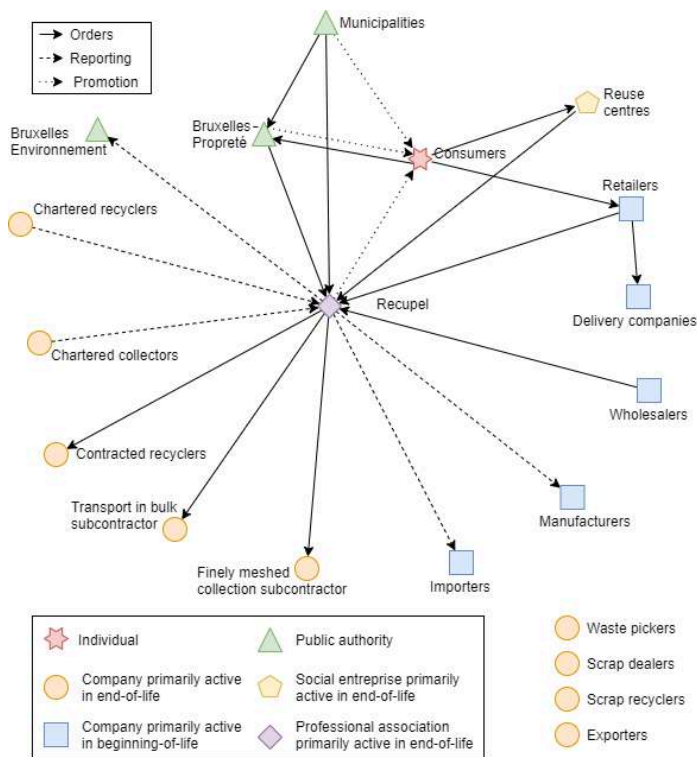 Orders
Reporting
Promotion
Municipalities
Reuse
centres
Bruxelles
Environnement
Bruxelles
Propreté
Consumers
Retailers
Chartered recyclers
Recupel
Delivery companies
Chartered collectors
Wholesalers
Contracted recyclers
Transport in bulk
subcontractor
Manufacturers
Finely meshed
collection subcontractor
Importers
Individual
Public authority
Company primarily active
in end-of-life
Social entreprise primarily
active in end-of-life
Company primarily active
in beginning-of-life
Professional association
primarily active in end-of-life
Waste pickers
Scrap dealers
Scrap recyclers
Exporters